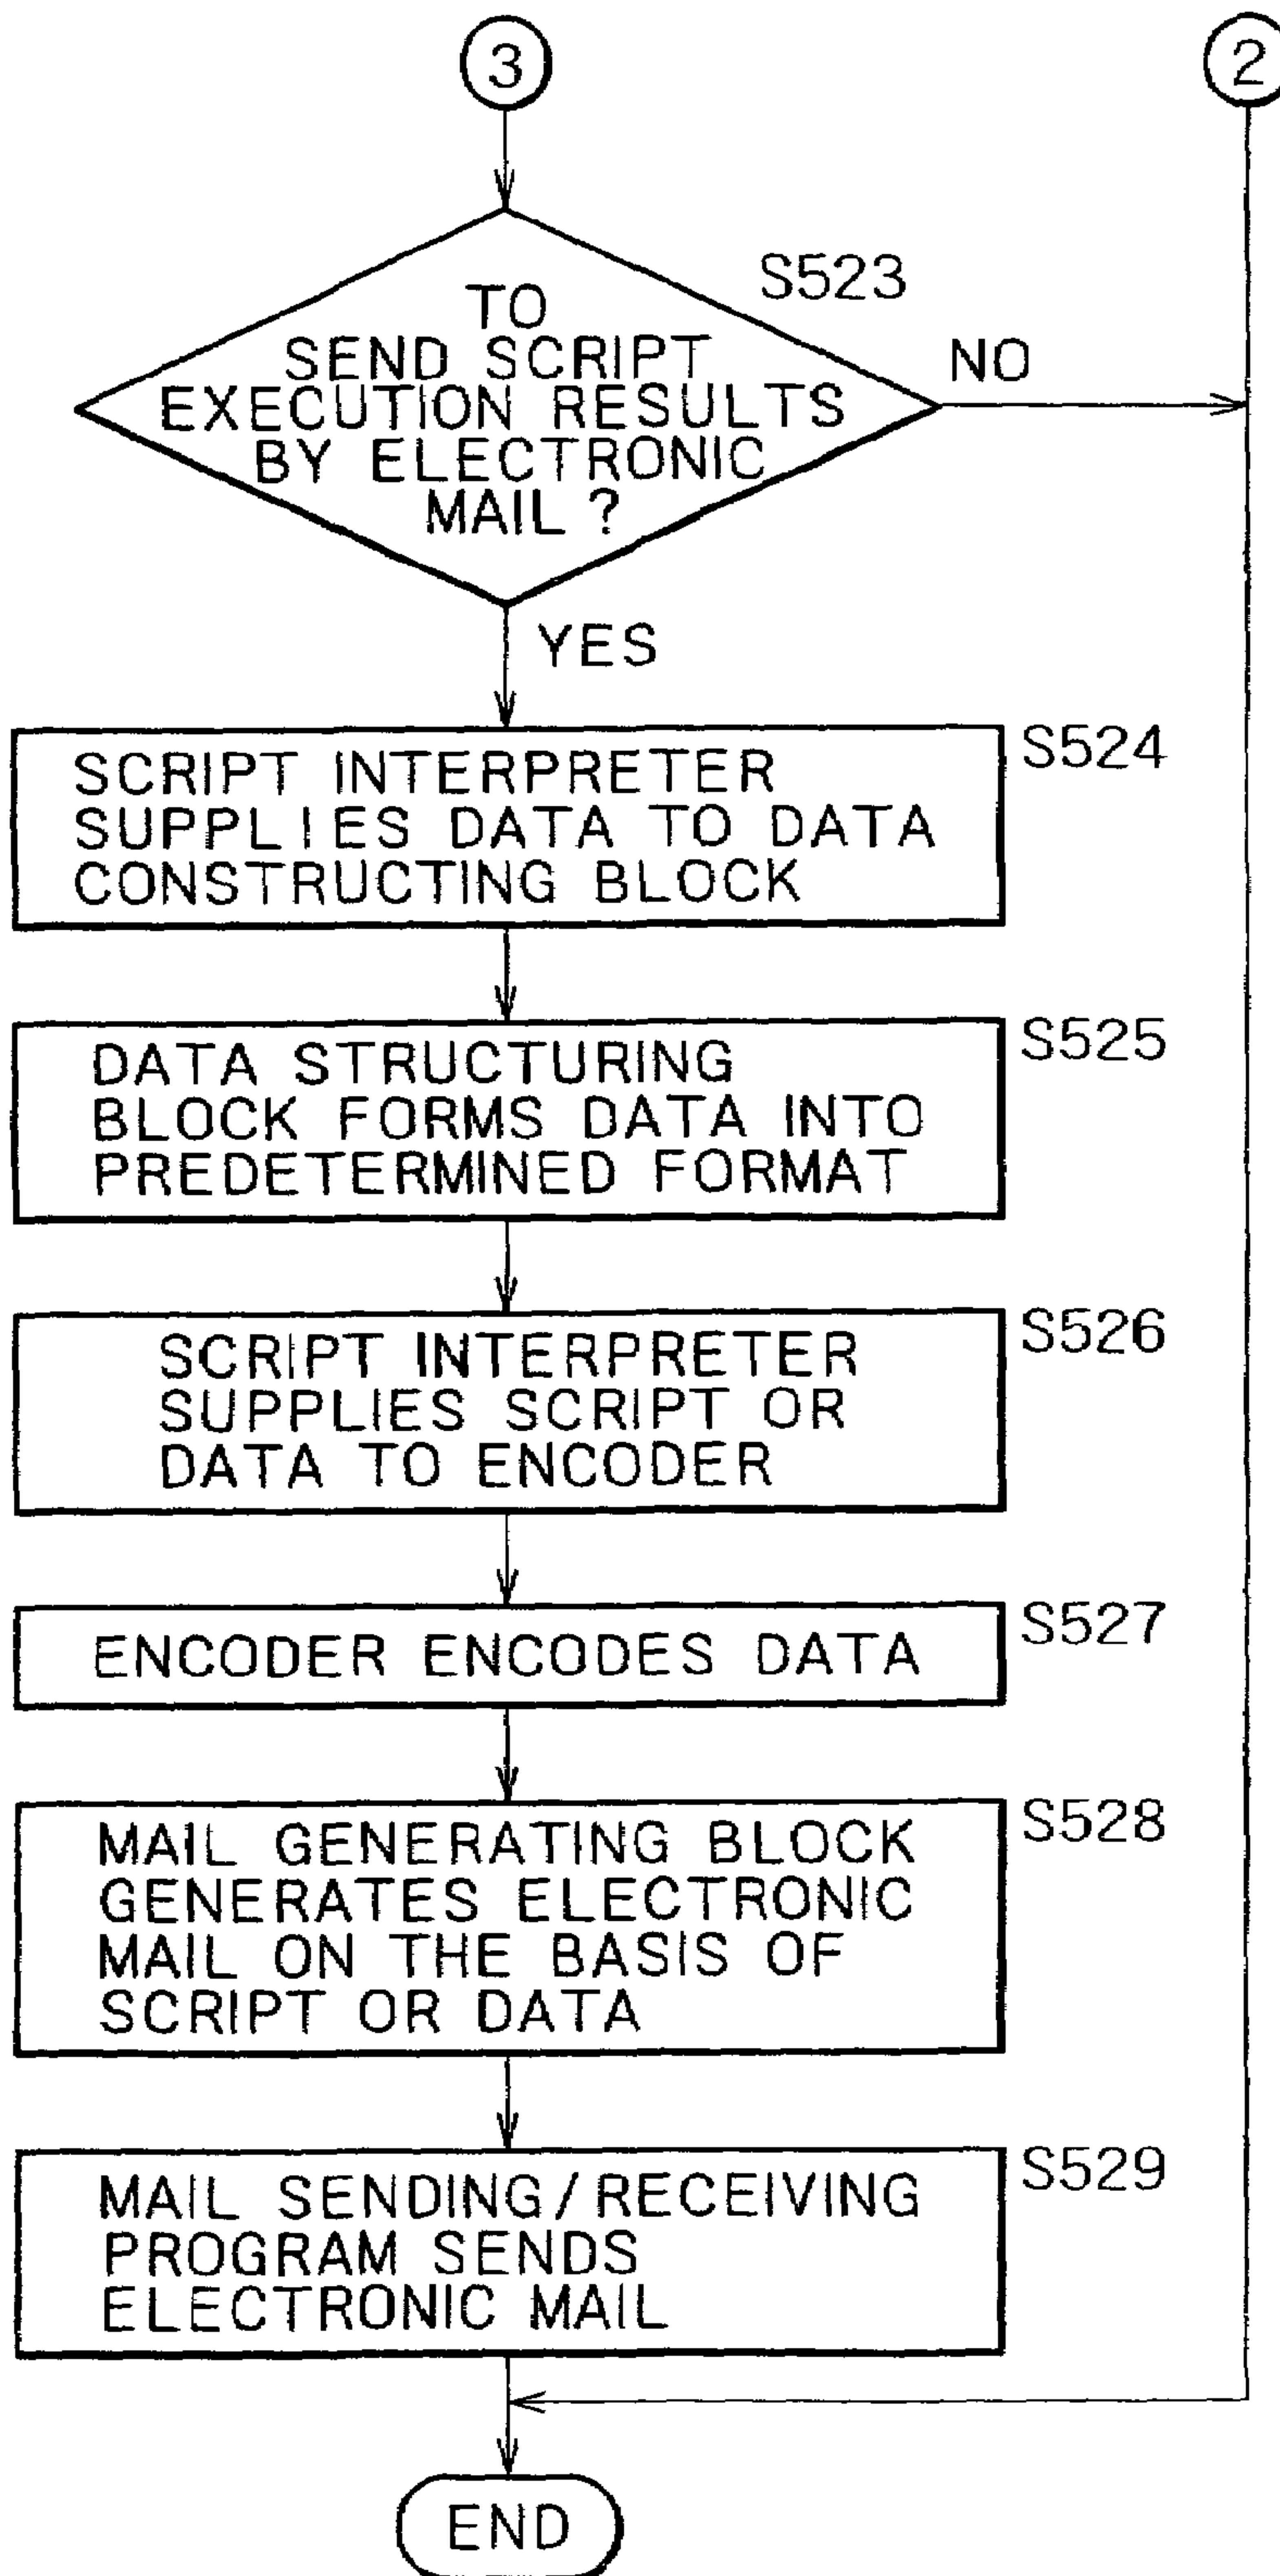 3
2
S523
TO
SEND SCRIPT
EXECUTION RESULTS
BY ELECTRONIC
MAIL ?
NO
YES
S524
SCRIPT INTERPRETER
SUPPLIES DATA TO DATA
CONSTRUCTING BLOCK
S525
DATA STRUCTURING
BLOCK FORMS DATA INTO
PREDETERMINED FORMAT
S526
SCRIPT INTERPRETER
SUPPLIES SCRIPT OR
DATA TO ENCODER
S527
ENCODER ENCODES DATA
S528
MAIL GENERATING BLOCK
GENERATES ELECTRONIC
MAIL ON THE BASIS OF
SCRIPT OR DATA
S529
MAIL SENDING/RECEIVING
PROGRAM SENDS
ELECTRONIC MAIL
END